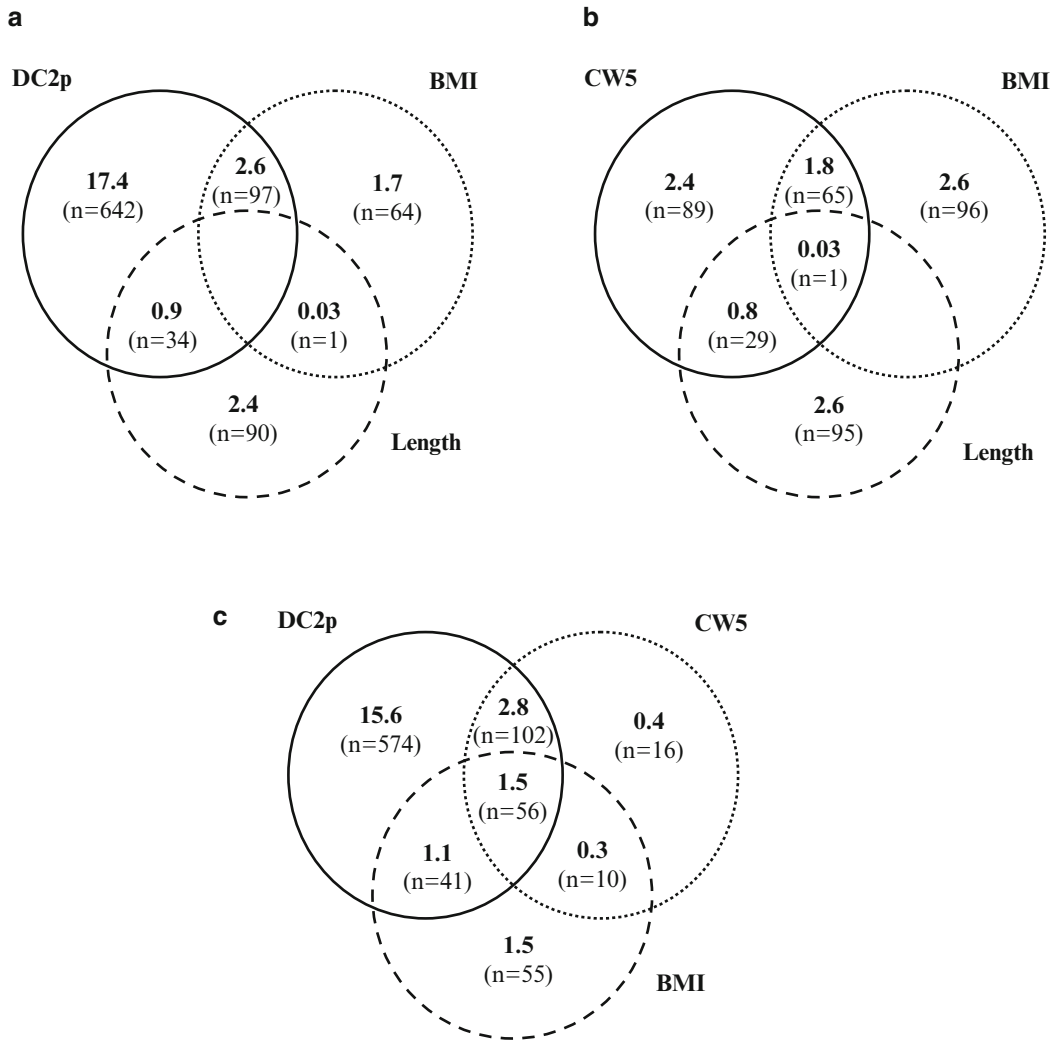 a
DC2p
BMI
17.4
(n=642)
2.6
(n=97)
1.7
(n=64)
0.9
(n=34)
0.03
(n=1)
2.4
(n=90)
Length
b
CW5
BMI
2.4
(n=89)
1.8
(n=65)
2.6
(n=96)
0.03
(n=1)
0.8
(n=29)
2.6
(n=95)
Length
c
DC2p
CW5
15.6
(n=574)
2.8
(n=102)
0.4
(n=16)
1.5
(n=56)
1.1
(n=41)
0.3
(n=10)
1.5
(n=55)
BMI